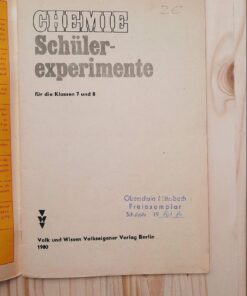 CHEMIE
Schüler-
experimente
für die Klassen 7 und 8
Freiexemplar
Volk und Wissen Volkseigener Verlag Berlin
1980